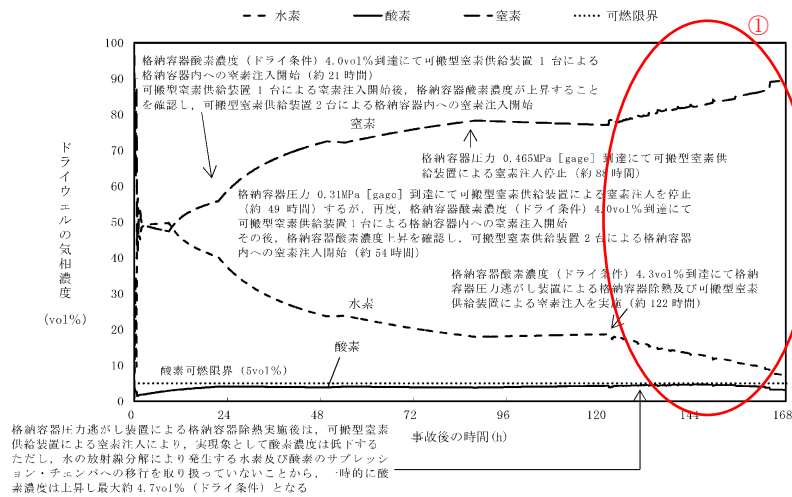 水素
酸素
窒素
可燃限界
①
格納容器酸素濃度（ドライ条件）4.0vol%到達にて可搬型窒素供給装置1台による
格納容器内への窒素注入開始（約21時間）
可搬型窒素供給装置1台による窒素注入開始後，格納容器酸素濃度が上昇すること
を確認し，可搬型窒素供給装置2台による格納容器内への窒素注入開始
窒素
格納容器圧力 0.465MPa［gage］到達にて可搬型窒素供
給装置による窒素注入停止（約88時間）
格納容器圧力 0.31MPa［gage］到達にて可搬型窒素供給装置による窒素注入を停止
（約49時間）するが，再度，格納容器酸素濃度（ドライ条件）4.0vol%到達にて
可搬型窒素供給装置1台による格納容器内への窒素注入開始
その後，格納容器酸素濃度上昇を確認し，可搬型窒素供給装置2台による格納容器
内への窒素注入開始（約54時間）
格納容器酸素濃度（ドライ条件）4.3vol%到達にて格納
容器圧力逃がし装置による格納容器除熱及び可搬型窒素
供給装置による窒素注入を実施（約122時間）
水素
酸素
酸素可燃限界（5vol%）
ドライウェルの気相濃度
(vol%)
100
90
80
70
60
50
40
30
20
10
0
0
24
48
72
96
120
144
168
事故後の時間(h)
格納容器圧力逃がし装置による格納容器除熱実施後は，可搬型窒素
供給装置による窒素注入により，実現象として酸素濃度は低下する
ただし，水の放射線分解により発生する水素及び酸素のサプレッシ
ョン・チェンバへの移行を取り扱っていないことから，一時的に酸
素濃度は上昇し最大約4.7vol%（ドライ条件）となる